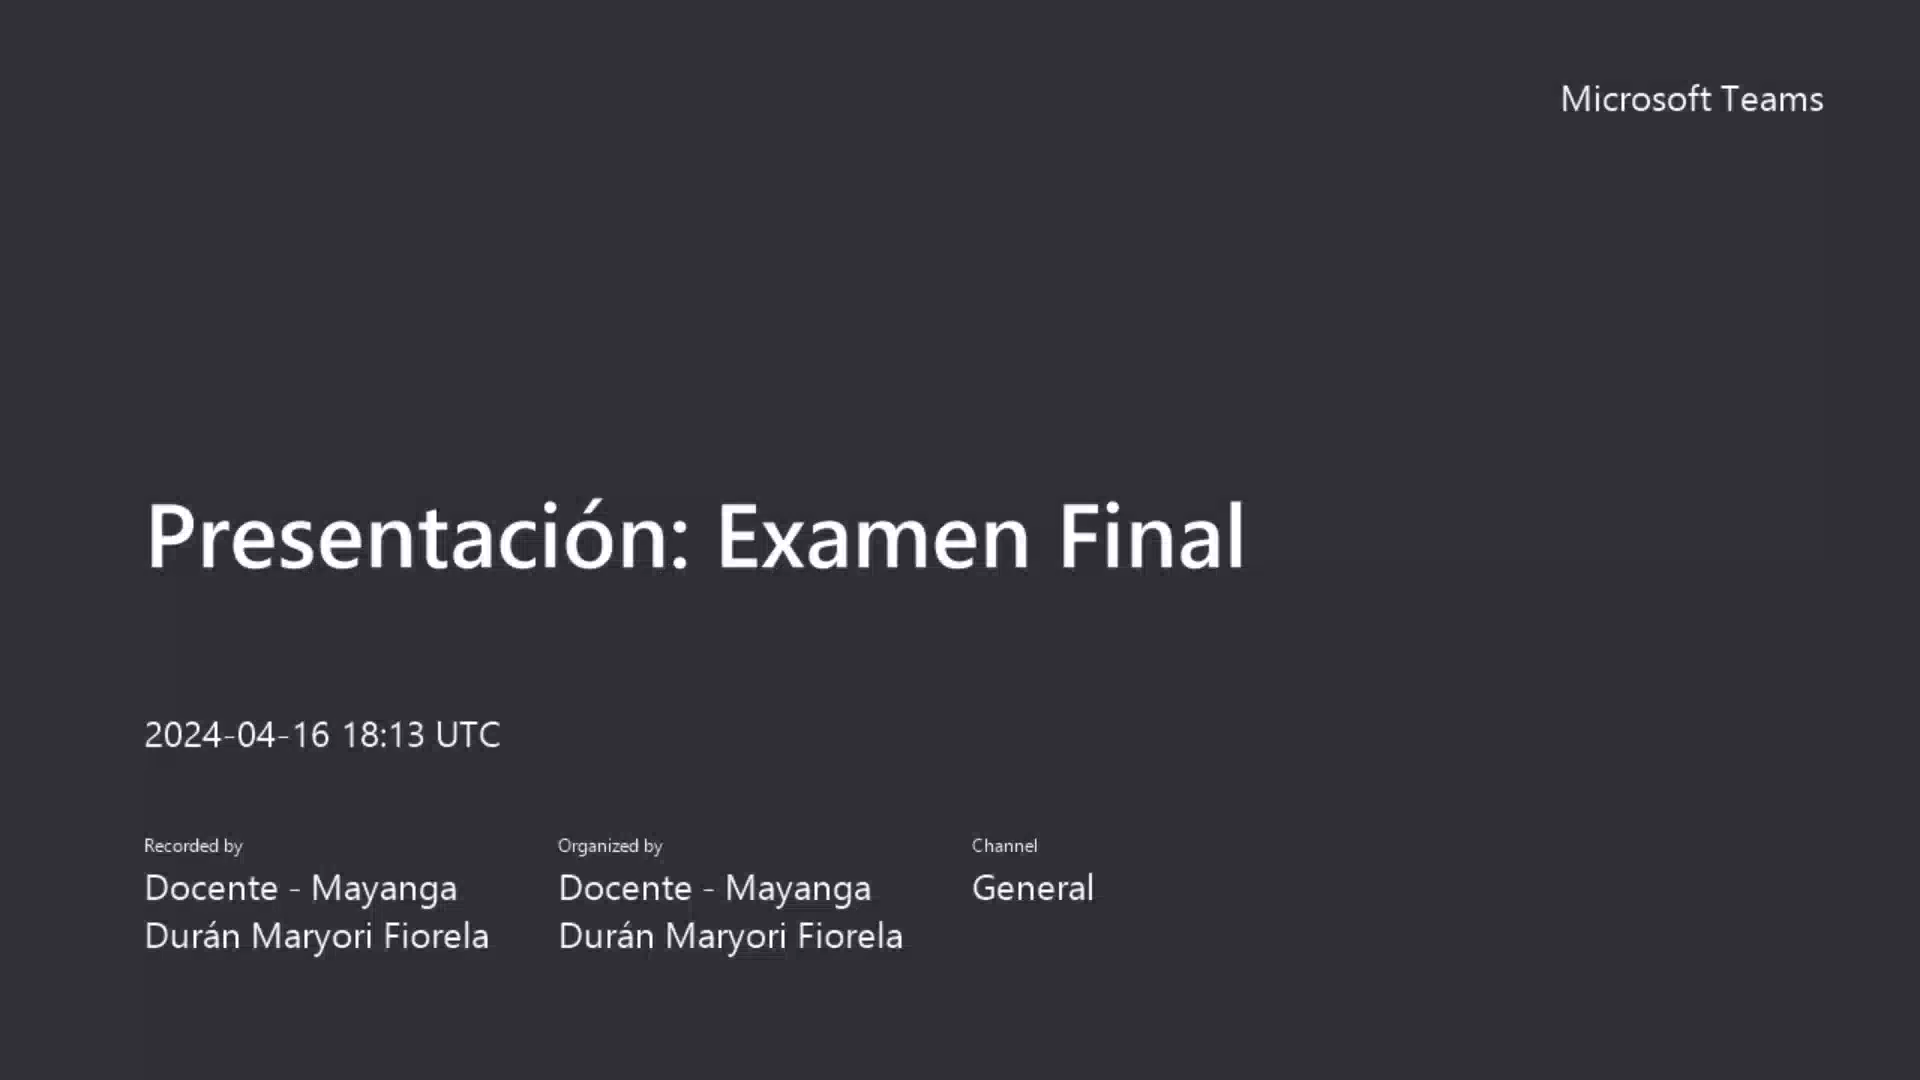 Microsoft Teams
Presentación: Examen Final
2024-04-16 18:13 UTC
Recorded by
Docente - Mayanga
Durán Maryori Fiorela
Organized by
Docente - Mayanga
Durán Maryori Fiorela
Channel
General